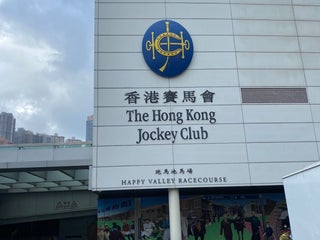 香港賽馬會
The Hong Kong
Jockey Club
跑馬地馬場
HAPPY VALLEY RACECOURSE